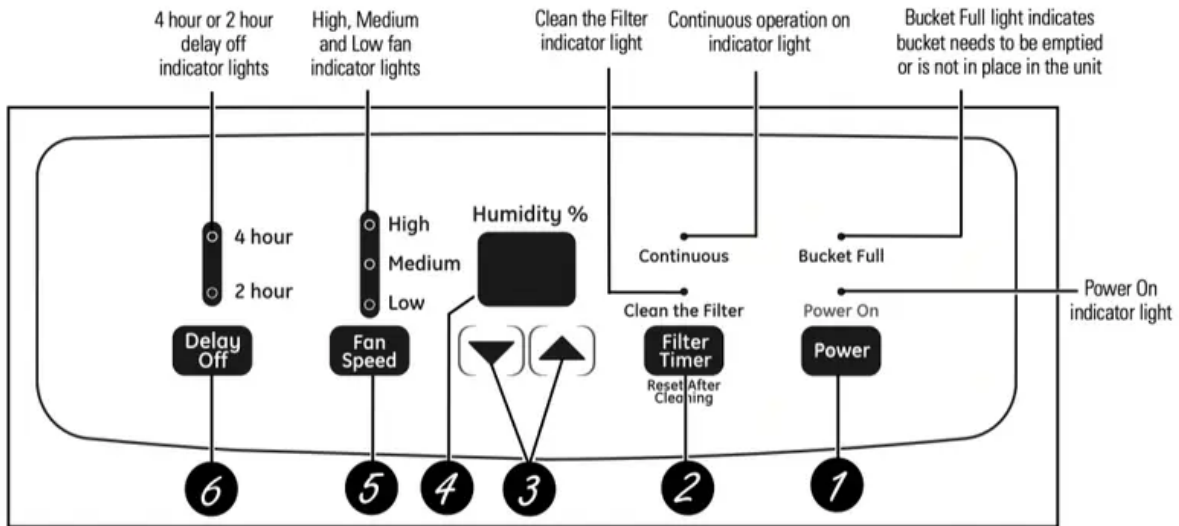 4 hour or 2 hour
delay off
indicator lights
High, Medium
and Low fan
indicator lights
Clean the Filter
indicator light
Continuous operation on
indicator light
Bucket Full light indicates
bucket needs to be emptied
or is not in place in the unit
4 hour
2 hour
High
Medium
Low
Humidity %
Continuous
Bucket Full
Clean the Filter
Power On
Power On
indicator light
Delay
Off
Fan
Speed
Filter
Timer
Reset After
Cleaning
Power
6
5
4
3
2
1